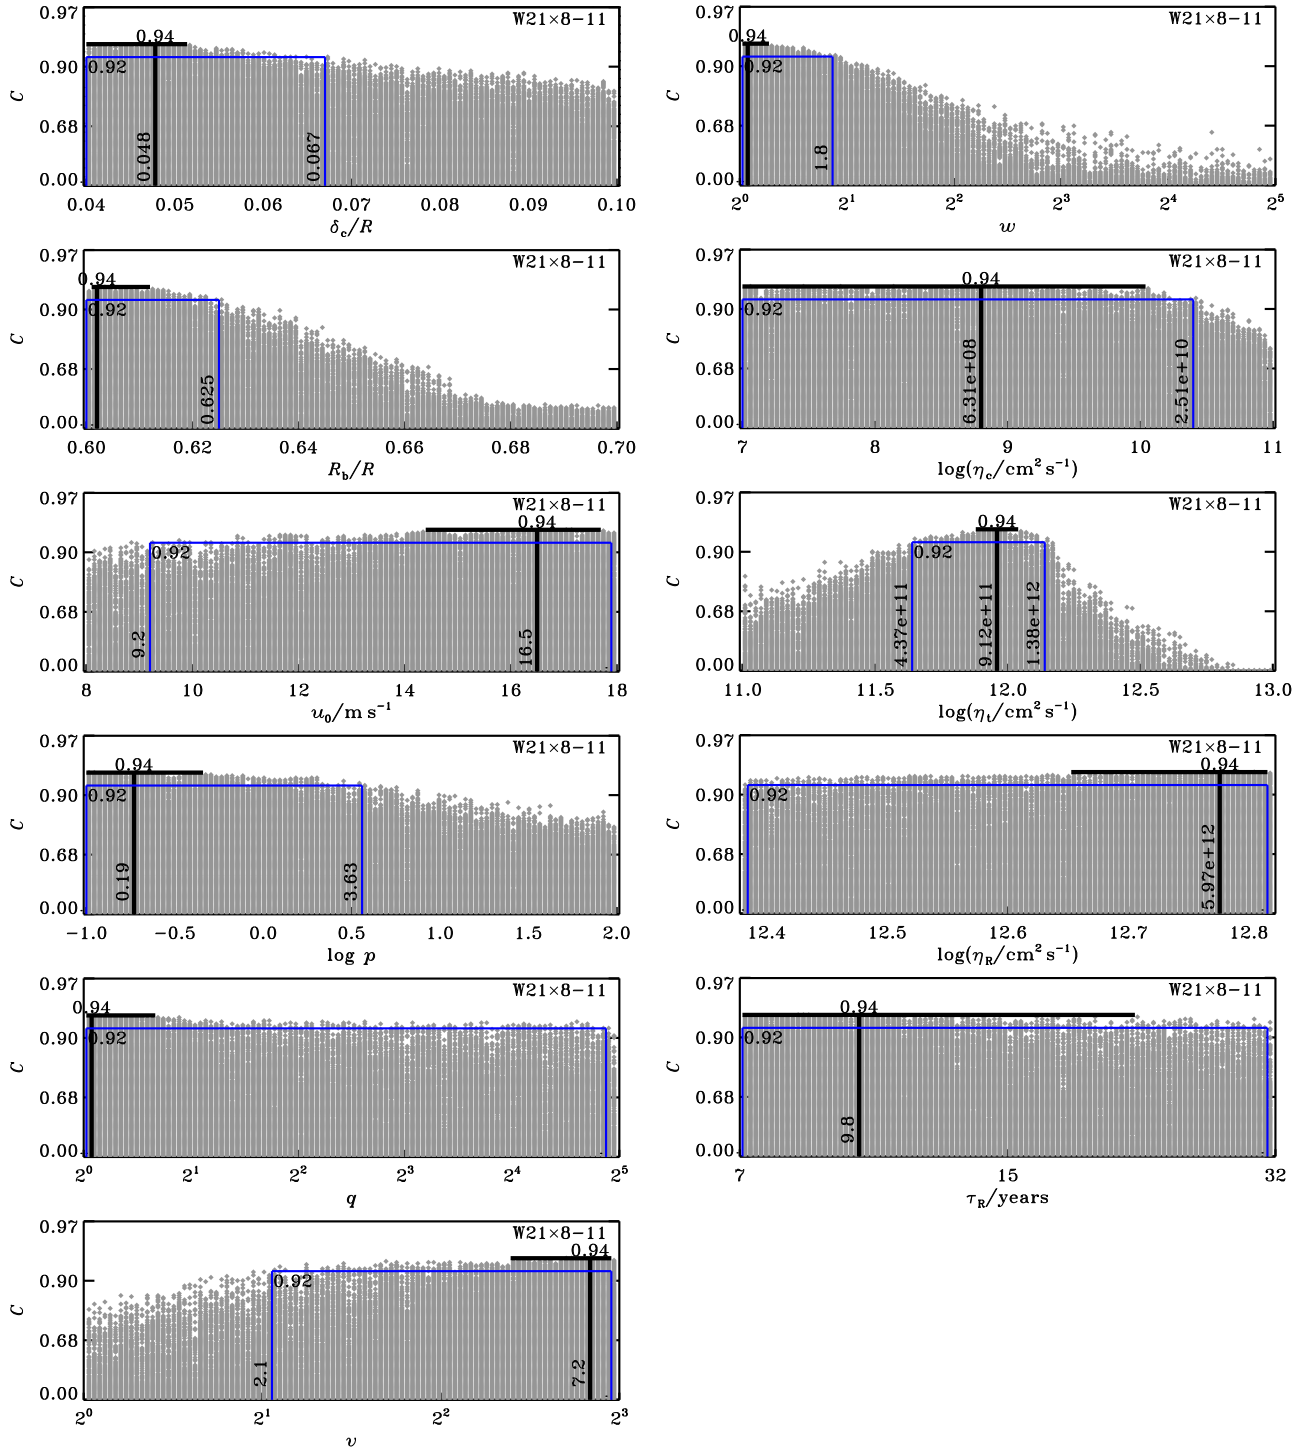 0.97
0.90
0.68
0.00
C
W21×8−11
0.94
0.92
0.048
0.067
0.04 0.05 0.06 0.07 0.08 0.09 0.10
δc/R
0.97
0.90
0.68
0.00
C
W21×8−11
0.94
0.92
1.8
2⁰ 2¹ 2² 2³ 2⁴ 2⁵
w
0.97
0.90
0.68
0.00
C
W21×8−11
0.94
0.92
0.625
0.60 0.62 0.64 0.66 0.68 0.70
Rb/R
0.97
0.90
0.68
0.00
C
W21×8−11
0.94
0.92
6.31e+08
2.51e+10
7 8 9 10 11
log(ηc/cm² s⁻¹)
0.97
0.90
0.68
0.00
C
W21×8−11
0.94
0.92
9.2
16.5
8 10 12 14 16 18
u₀/m s⁻¹
0.97
0.90
0.68
0.00
C
W21×8−11
0.94
0.92
4.37e+11
9.12e+11
1.38e+12
11.0 11.5 12.0 12.5 13.0
log(ηt/cm² s⁻¹)
0.97
0.90
0.68
0.00
C
W21×8−11
0.94
0.92
0.19
3.63
−1.0 −0.5 0.0 0.5 1.0 1.5 2.0
log p
0.97
0.90
0.68
0.00
C
W21×8−11
0.94
0.92
5.97e+12
12.4 12.5 12.6 12.7 12.8
log(ηR/cm² s⁻¹)
0.97
0.90
0.68
0.00
C
W21×8−11
0.94
0.92
2⁰ 2¹ 2² 2³ 2⁴ 2⁵
q
0.97
0.90
0.68
0.00
C
W21×8−11
0.94
0.92
9.8
7 15 32
τR/years
0.97
0.90
0.68
0.00
C
W21×8−11
0.94
0.92
2.1
7.2
2⁰ 2¹ 2² 2³
v